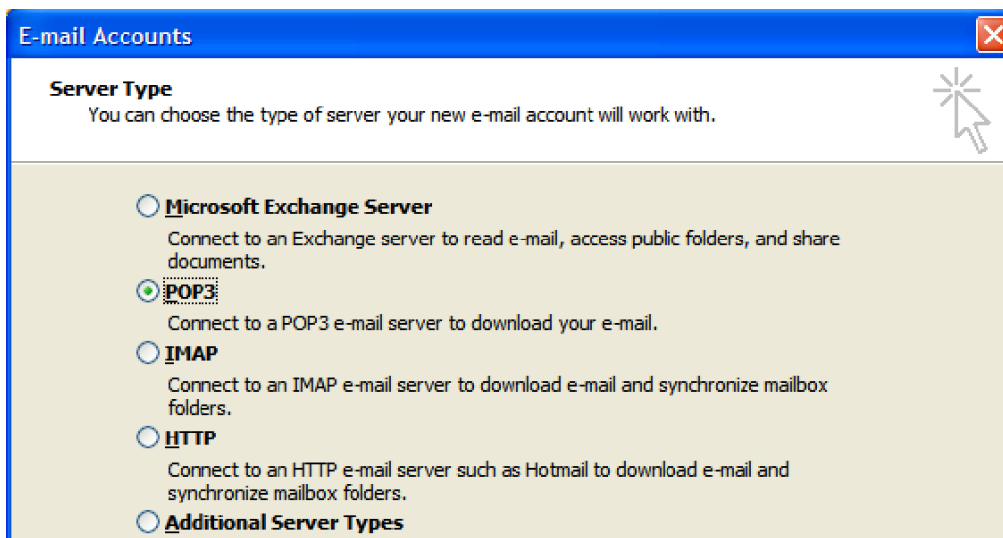 E-mail Accounts
Server Type
You can choose the type of server your new e-mail account will work with.
Microsoft Exchange Server
Connect to an Exchange server to read e-mail, access public folders, and share
documents.
POP3
Connect to a POP3 e-mail server to download your e-mail.
IMAP
Connect to an IMAP e-mail server to download e-mail and synchronize mailbox
folders.
HTTP
Connect to an HTTP e-mail server such as Hotmail to download e-mail and
synchronize mailbox folders.
Additional Server Types